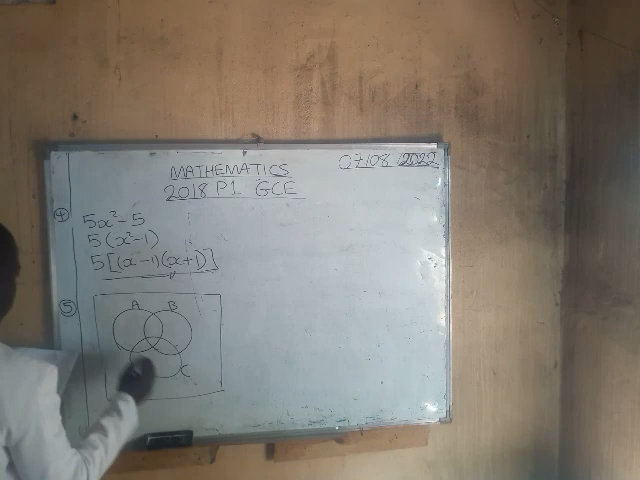 MATHEMATICS
07/08/2022
2018 P1 GCE
④ 5x² - 5
5(x² - 1)
5[(x - 1)(x + 1)]
⑤
A B
C